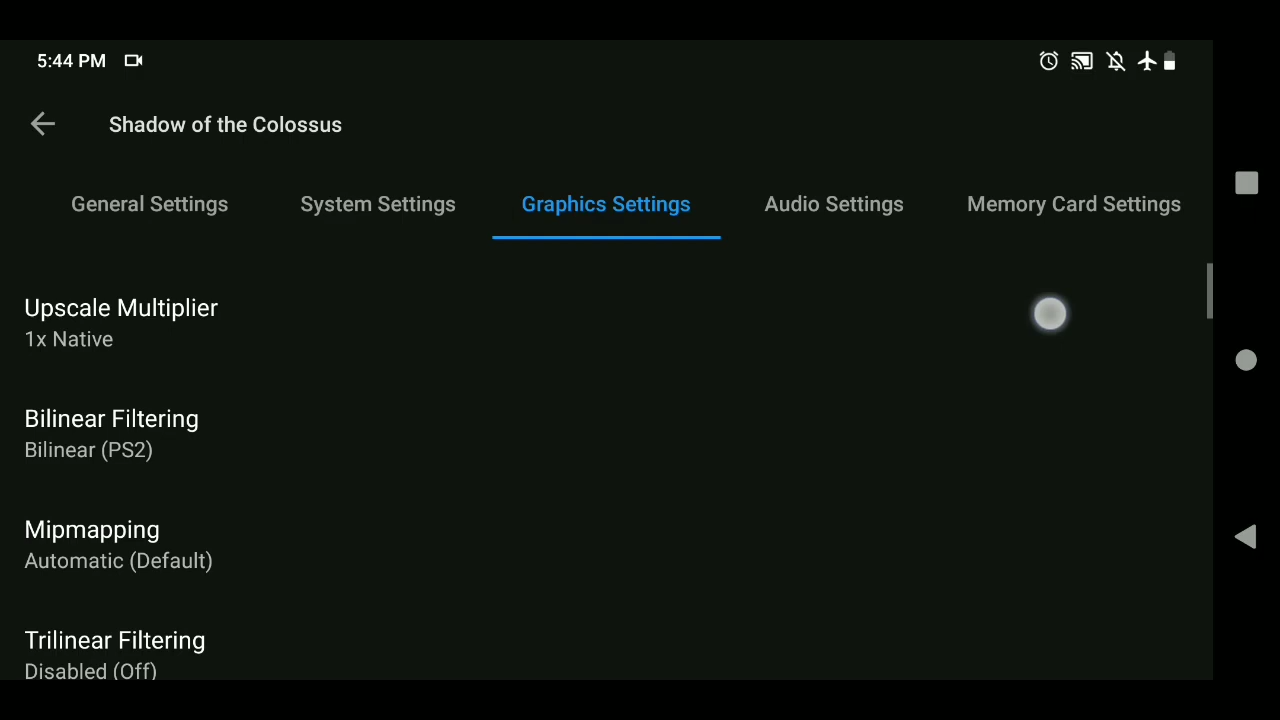 5:44 PM
Shadow of the Colossus
General Settings
System Settings
Graphics Settings
Audio Settings
Memory Card Settings
Upscale Multiplier
1x Native
Bilinear Filtering
Bilinear (PS2)
Mipmapping
Automatic (Default)
Trilinear Filtering
Disabled (Off)